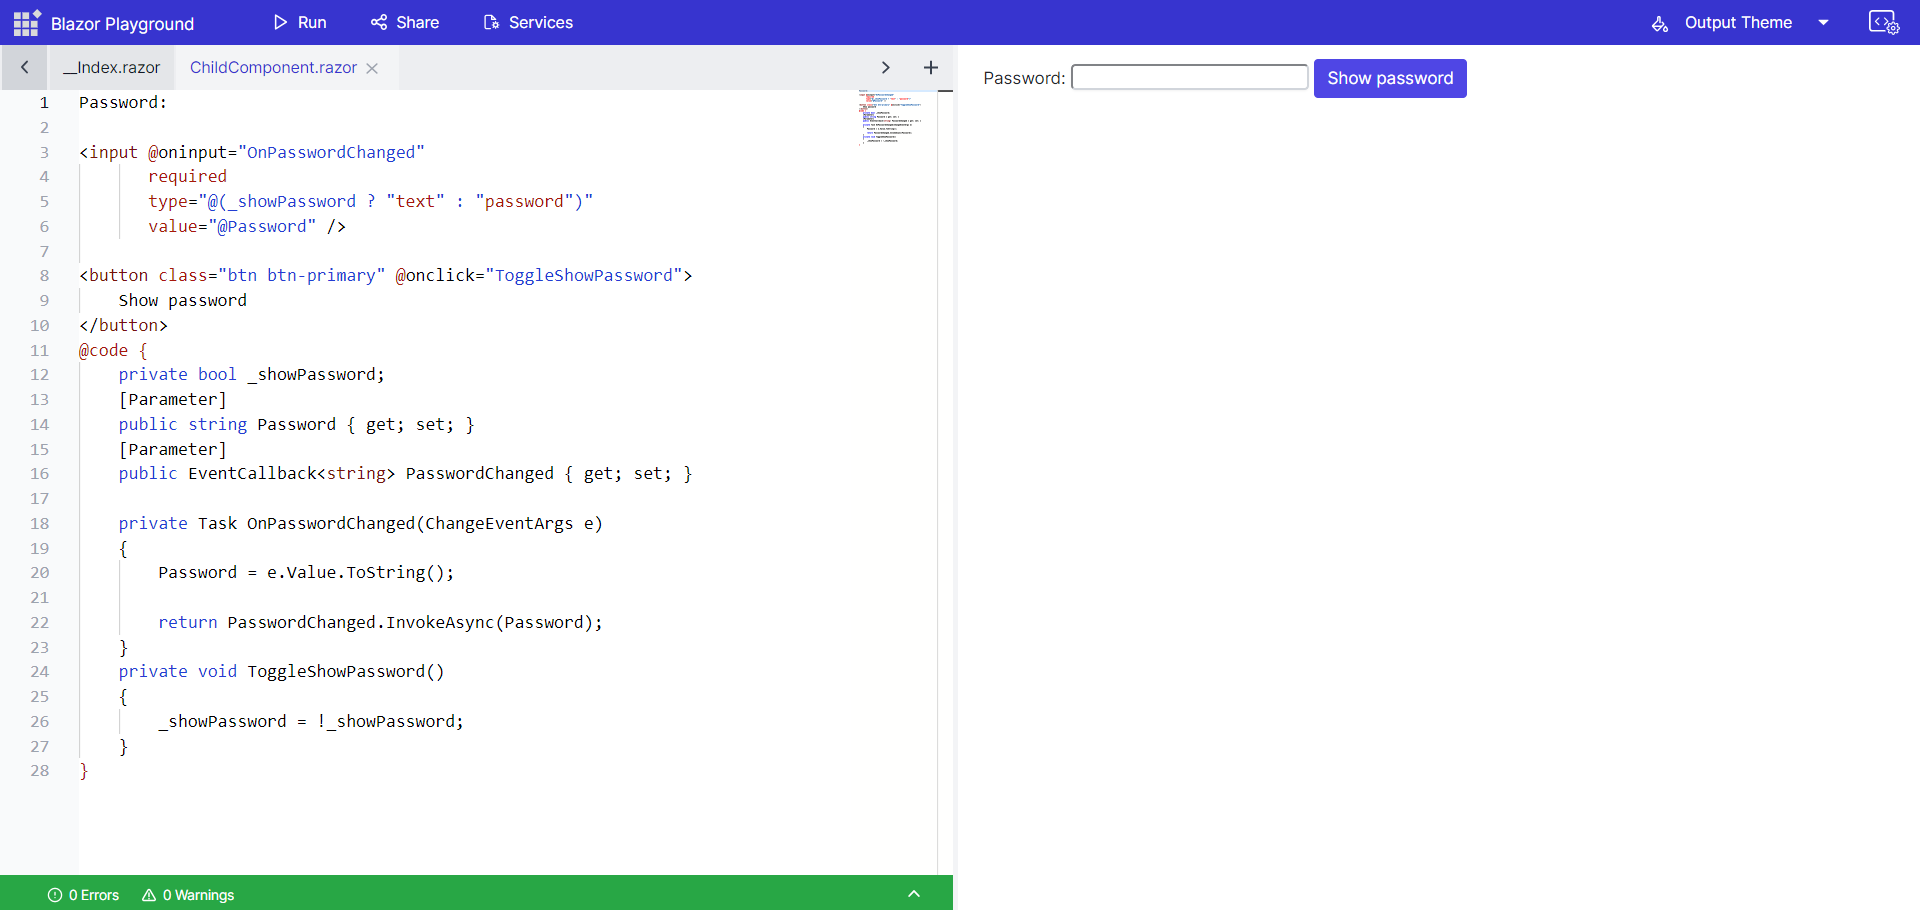 Blazor Playground
Run
Share
Services
Output Theme
__Index.razor
ChildComponent.razor
1 Password:
2
3 <input @oninput="OnPasswordChanged"
4 required
5 type="@(_showPassword ? "text" : "password")"
6 value="@Password" />
7
8 <button class="btn btn-primary" @onclick="ToggleShowPassword">
9 Show password
10 </button>
11 @code {
12 private bool _showPassword;
13 [Parameter]
14 public string Password { get; set; }
15 [Parameter]
16 public EventCallback<string> PasswordChanged { get; set; }
17
18 private Task OnPasswordChanged(ChangeEventArgs e)
19 {
20 Password = e.Value.ToString();
21
22 return PasswordChanged.InvokeAsync(Password);
23 }
24 private void ToggleShowPassword()
25 {
26 _showPassword = !_showPassword;
27 }
28 }
0 Errors
0 Warnings
Password:
Show password